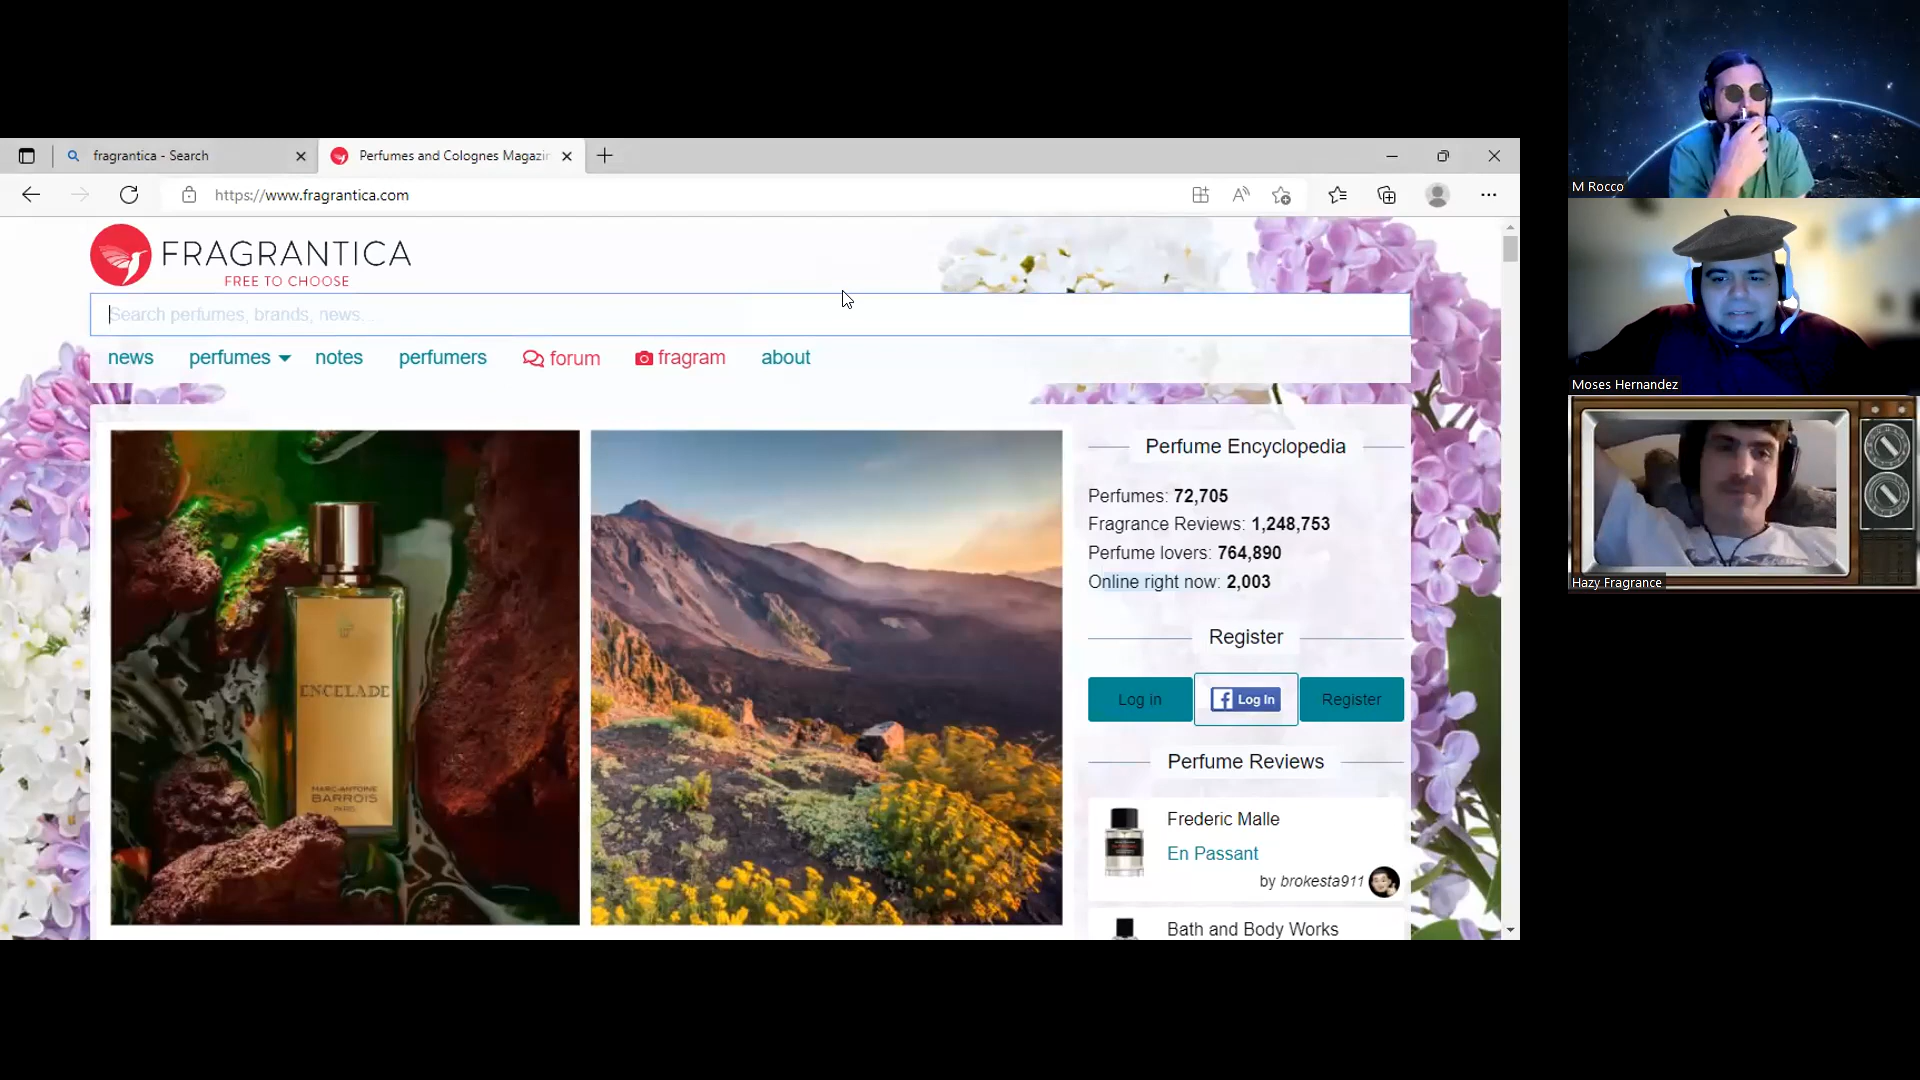 fragrantica - Search
Perfumes and Colognes Magazin
https://www.fragrantica.com
FRAGRANTICA
FREE TO CHOOSE
Search perfumes, brands, news...
news perfumes notes perfumers forum fragram about
ENCELADE
MARC-ANTOINE
BARROIS
PARIS
Perfume Encyclopedia
Perfumes: 72,705
Fragrance Reviews: 1,248,753
Perfume lovers: 764,890
Online right now: 2,003
Register
Log in
Log In
Register
Perfume Reviews
Frederic Malle
En Passant
by brokesta911
Bath and Body Works
M Rocco
Moses Hernandez
Hazy Fragrance